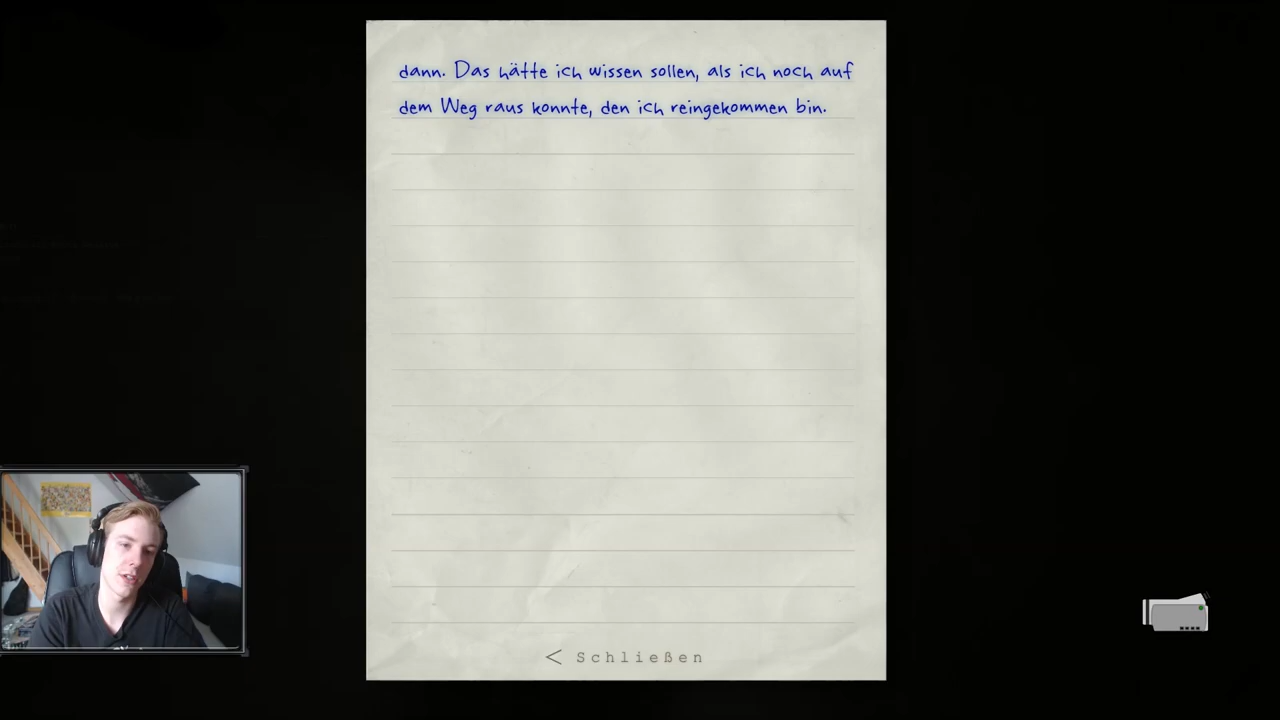 dann. Das hätte ich wissen sollen, als ich noch auf
dem Weg raus konnte, den ich reingekommen bin.
< Schließen